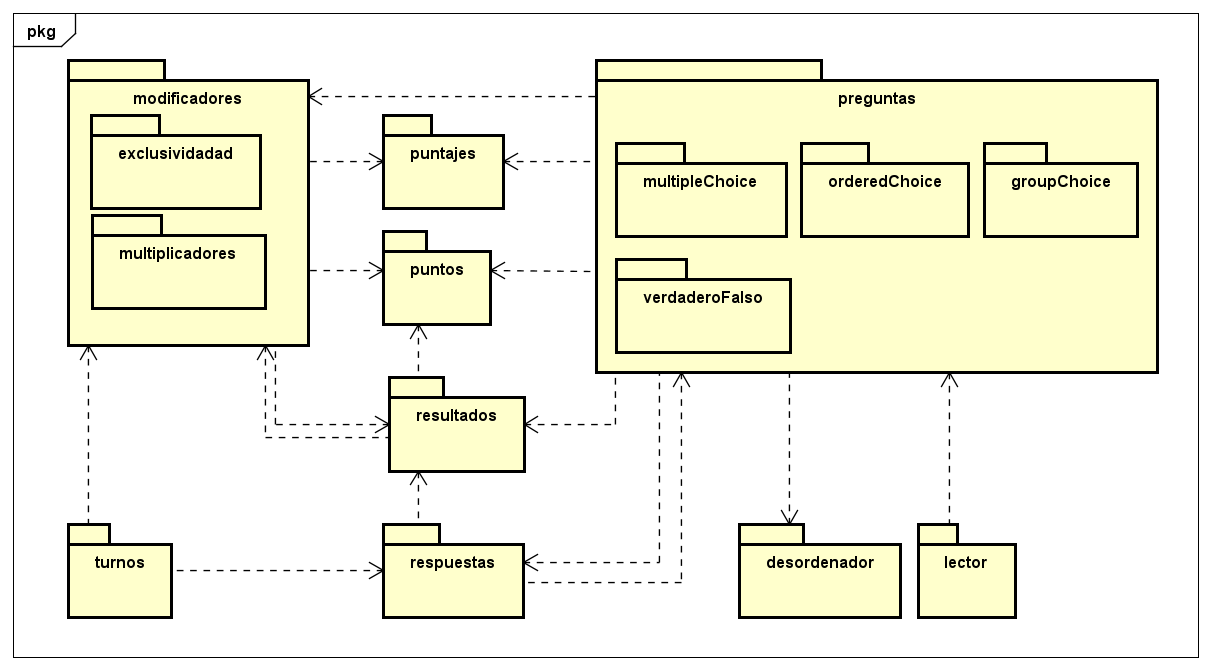 pkg
modificadores
exclusividadad
multiplicadores
puntajes
puntos
preguntas
multipleChoice
orderedChoice
groupChoice
verdaderoFalso
resultados
turnos
respuestas
desordenador
lector